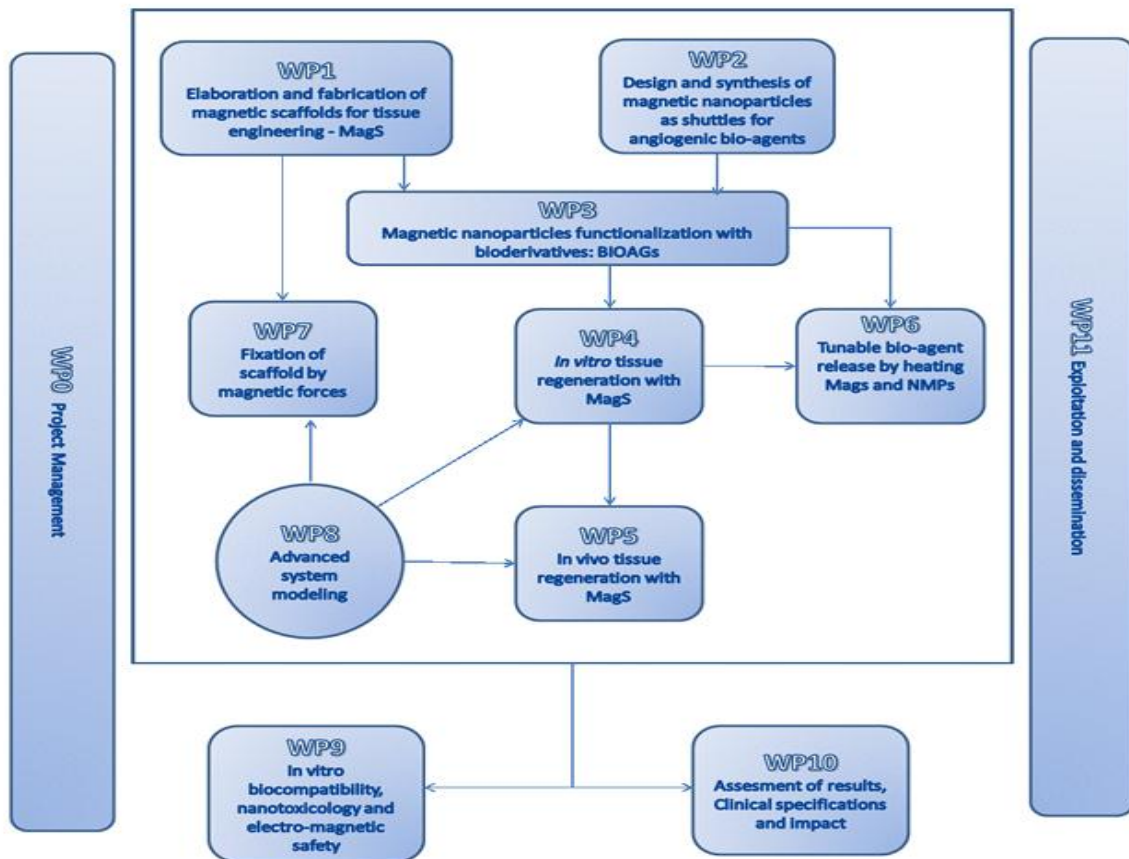 WP0 Project Management
WP1
Elaboration and fabrication of
magnetic scaffolds for tissue
engineering - MagS
WP2
Design and synthesis of
magnetic nanoparticles
as shuttles for
angiogenic bio-agents
WP3
Magnetic nanoparticles functionalization with
bioderivatives: BIOAGs
WP7
Fixation of
scaffold by
magnetic forces
WP4
In vitro tissue
regeneration with
MagS
WP6
Tunable bio-agent
release by heating
Mags and NMPs
WP8
Advanced
system
modeling
WP5
In vivo tissue
regeneration with
MagS
WP9
In vitro
biocompatibility,
nanotoxicology and
electro-magnetic
safety
WP10
Assesment of results,
Clinical specifications
and impact
WP11 Exploitation and dissemination